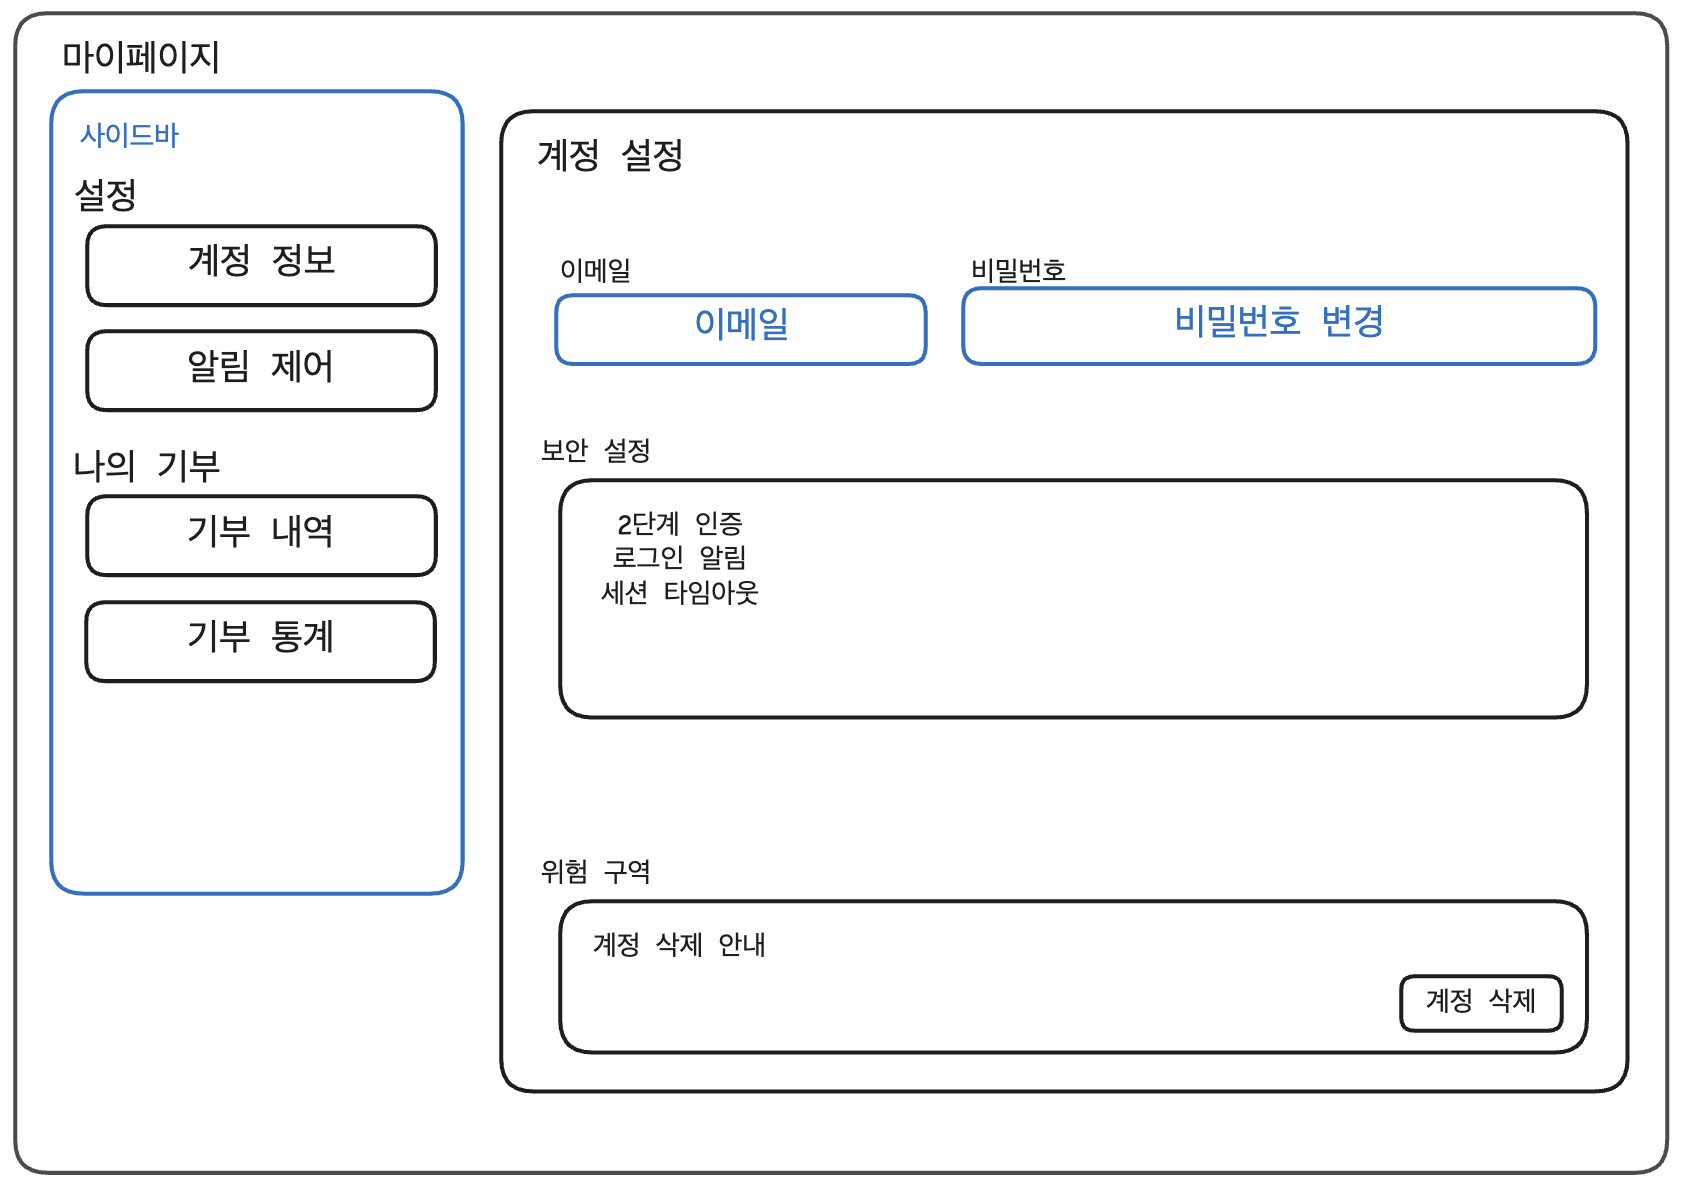 마이페이지
사이드바
설정
계정 정보
알림 제어
나의 기부
기부 내역
기부 통계
계정 설정
이메일
이메일
비밀번호
비밀번호 변경
보안 설정
2단계 인증
로그인 알림
세션 타임아웃
위험 구역
계정 삭제 안내
계정 삭제